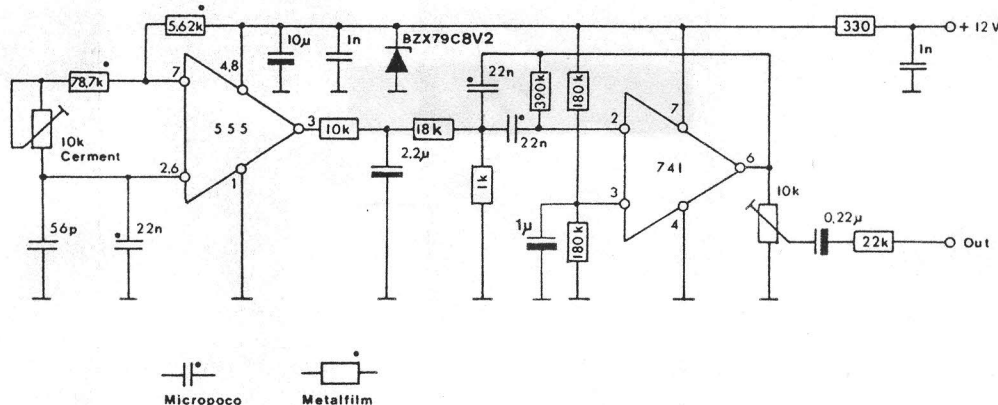 5.62k
330
+ 12V
10µ
1n
BZX79C8V2
1n
78,7k
7
4,8
22n
390k
180k
7
10k
Cerment
555
3
10k
18k
22n
2
741
6
10k
2,6
1
2,2µ
1k
3
4
0,22µ
56p
22n
1µ
180k
22k
Out
Micropoco
Metalfilm